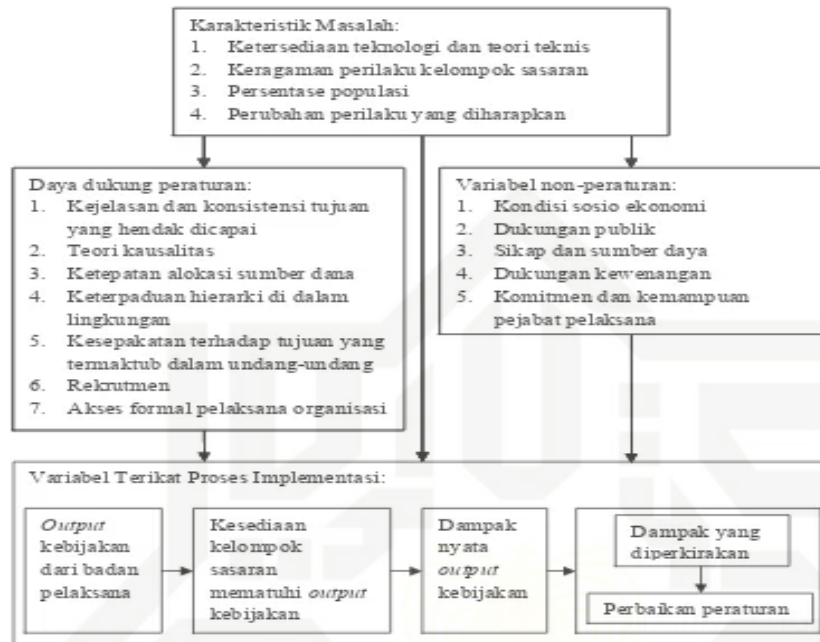 Karakteristik Masalah:
1. Ketersediaan teknologi dan teori teknis
2. Keragaman perilaku kelompok sasaran
3. Persentase populasi
4. Perubahan perilaku yang diharapkan
Daya dukung peraturan:
1. Kejelasan dan konsistensi tujuan
yang hendak dicapai
2. Teori kausalitas
3. Ketepatan alokasi sumber dana
4. Keterpaduan hierarki di dalam
lingkungan
5. Kesepakatan terhadap tujuan yang
termaktub dalam undang-undang
6. Rekrutmen
7. Akses formal pelaksana organisasi
Variabel non-peraturan:
1. Kondisi sosio ekonomi
2. Dukungan publik
3. Sikap dan sumber daya
4. Dukungan kewenangan
5. Komitmen dan kemampuan
pejabat pelaksana
Variabel Terikat Proses Implementasi:
Output
kebijakan
dari badan
pelaksana
Kesediaan
kelompok
sasaran
mematuhi output
kebijakan
Dampak
nyata
output
kebijakan
Dampak yang
diperkirakan
Perbaikan peraturan